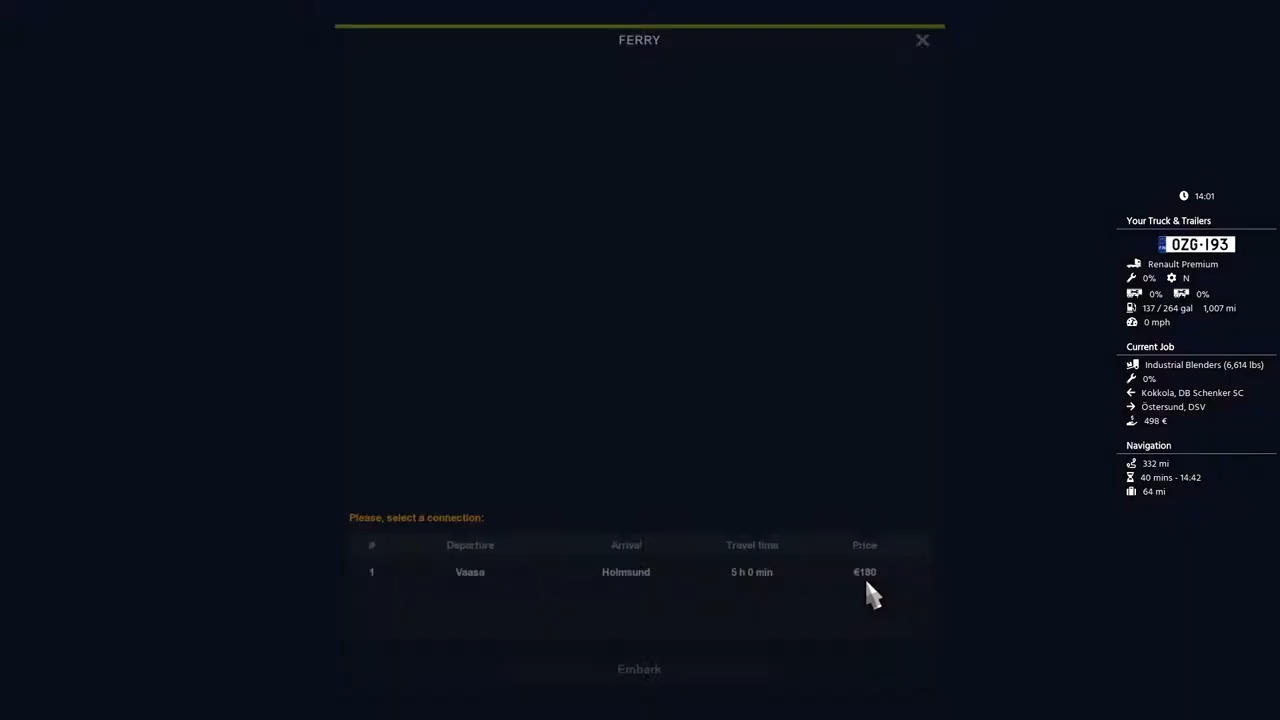 FERRY
Please, select a connection:
# Departure Arrival Travel time Price
1 Vaasa Holmsund 5 h 0 min €180
Embark
14:01
Your Truck & Trailers
OZG-193
Renault Premium
0% N
0% 0%
137 / 264 gal 1,007 mi
0 mph
Current Job
Industrial Blenders (6,614 lbs)
0%
Kokkola, DB Schenker SC
Östersund, DSV
498 €
Navigation
332 mi
40 mins - 14:42
64 mi